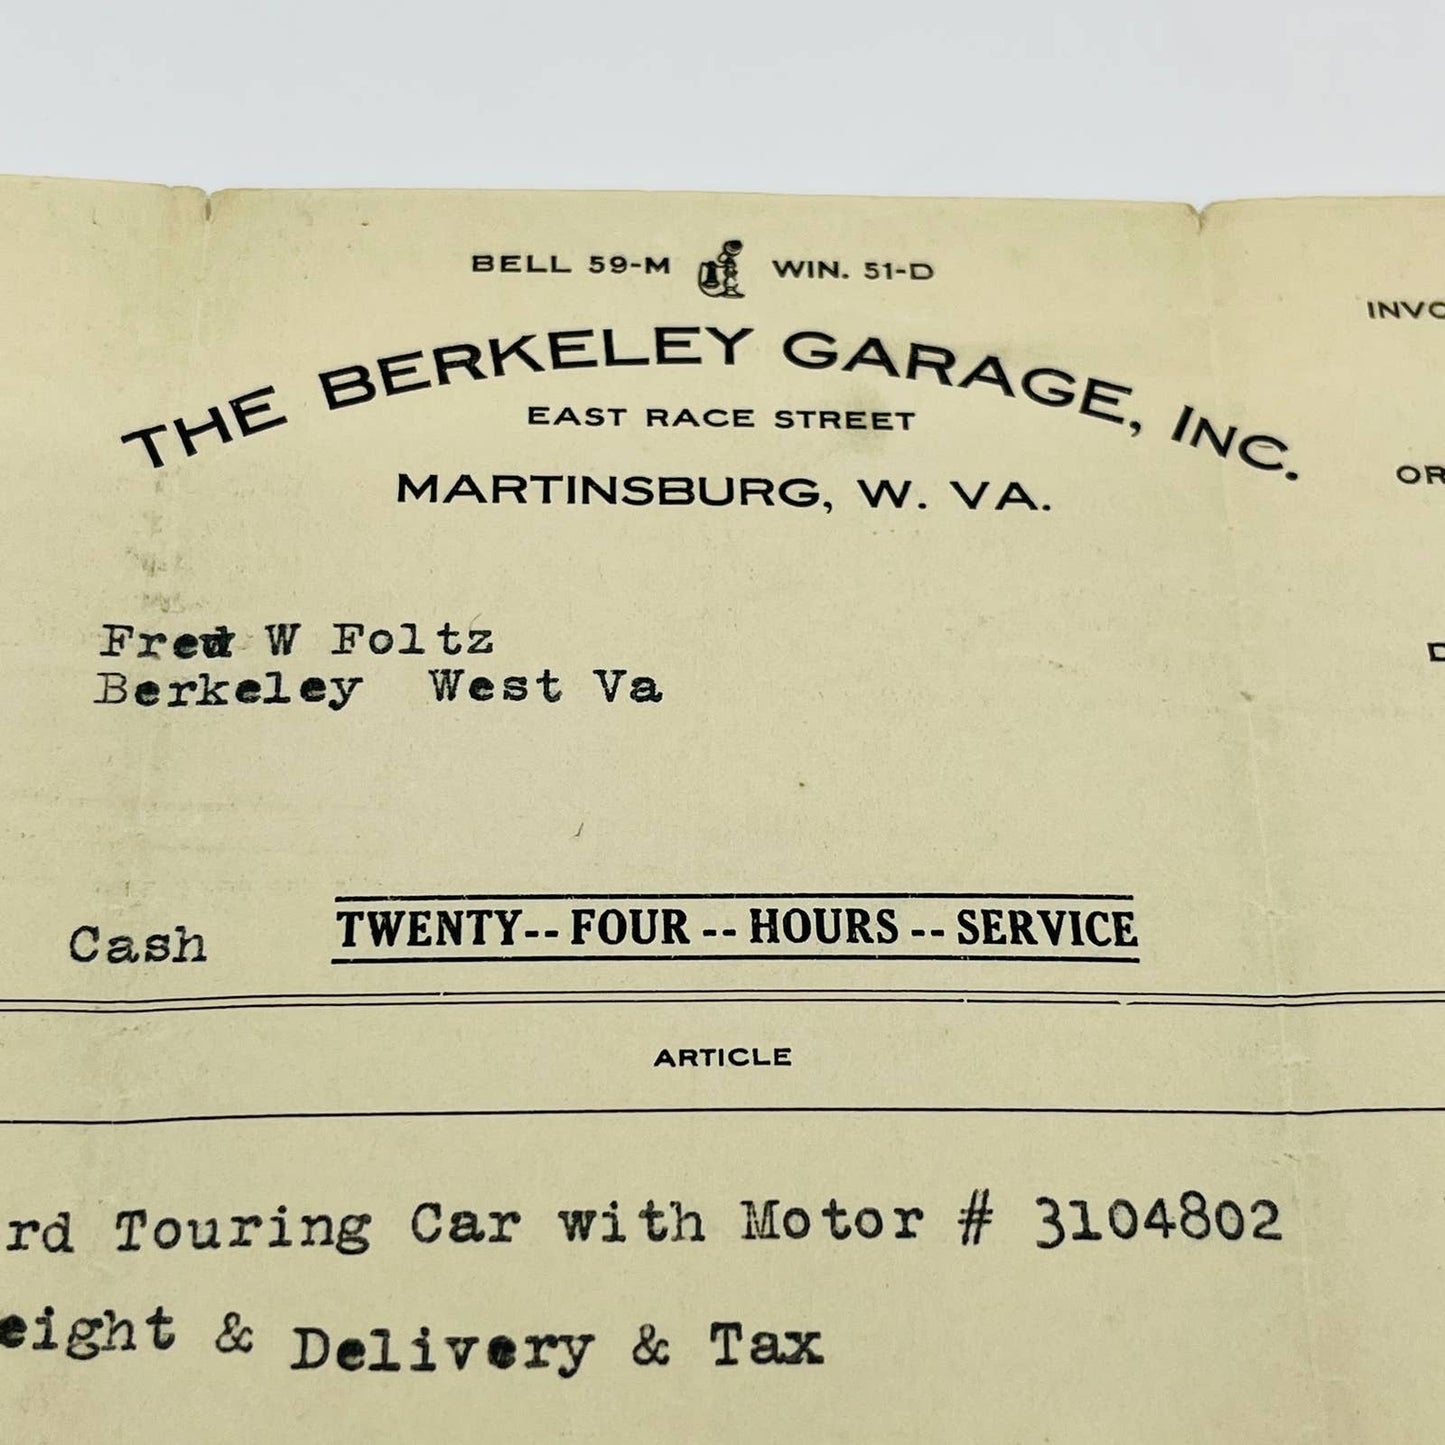 BELL 59-M WIN. 51-D
INVO
THE BERKELEY GARAGE, INC.
EAST RACE STREET
OR
MARTINSBURG, W. VA.
Fred W Foltz
D
Berkeley West Va
Cash TWENTY--FOUR--HOURS--SERVICE
ARTICLE
rd Touring Car with Motor # 3104802
eight & Delivery & Tax